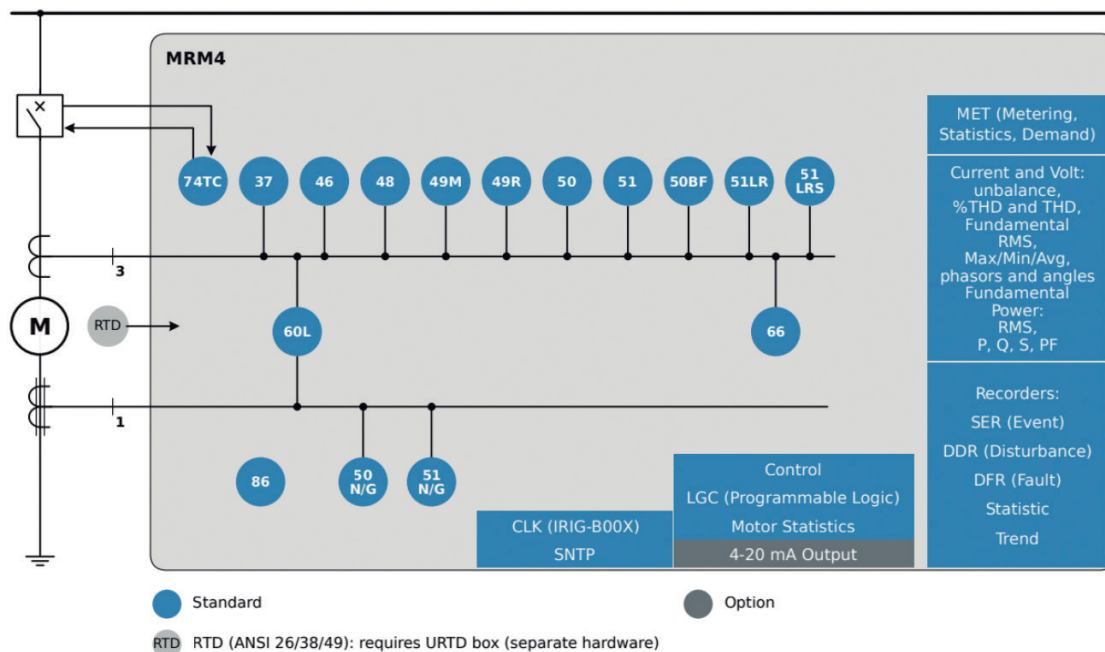 MRM4
74TC
37
46
48
49M
49R
50
51
50BF
51LR
51
LRS
3
M
RTD
60L
66
1
86
50
N/G
51
N/G
MET (Metering,
Statistics, Demand)
Current and Volt:
unbalance,
%THD and THD,
Fundamental
RMS,
Max/Min/Avg,
phasors and angles
Fundamental
Power:
RMS,
P, Q, S, PF
Recorders:
SER (Event)
DDR (Disturbance)
DFR (Fault)
Statistic
Trend
Control
LGC (Programmable Logic)
Motor Statistics
4-20 mA Output
CLK (IRIG-B00X)
SNTP
Standard
Option
RTD RTD (ANSI 26/38/49): requires URTD box (separate hardware)